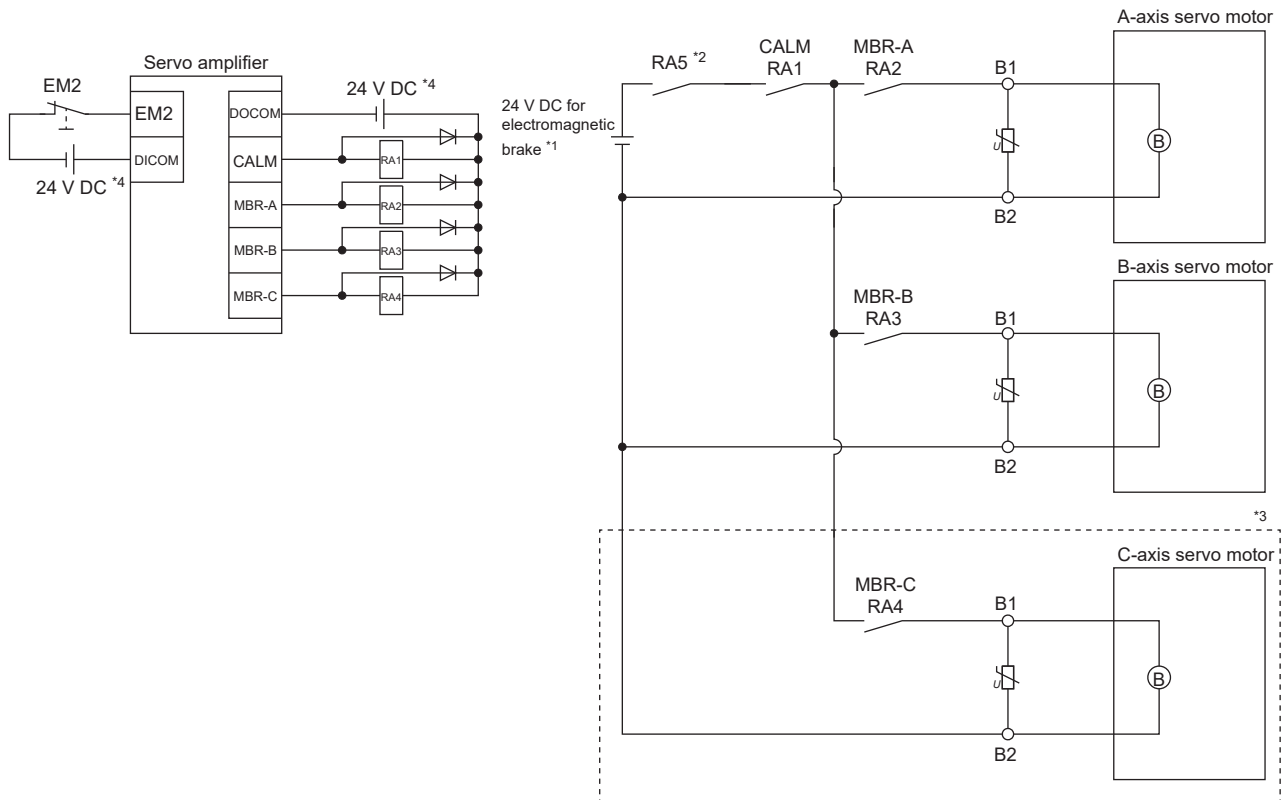 A-axis servo motor
Servo amplifier
EM2
EM2
DICOM
24 V DC *4
DOCOM
CALM
MBR-A
MBR-B
MBR-C
24 V DC *4
RA1
RA2
RA3
RA4
24 V DC for
electromagnetic
brake *1
RA5 *2
CALM
RA1
MBR-A
RA2
B1
U
B
B2
B-axis servo motor
MBR-B
RA3
B1
U
B
B2
*3
C-axis servo motor
MBR-C
RA4
B1
U
B
B2